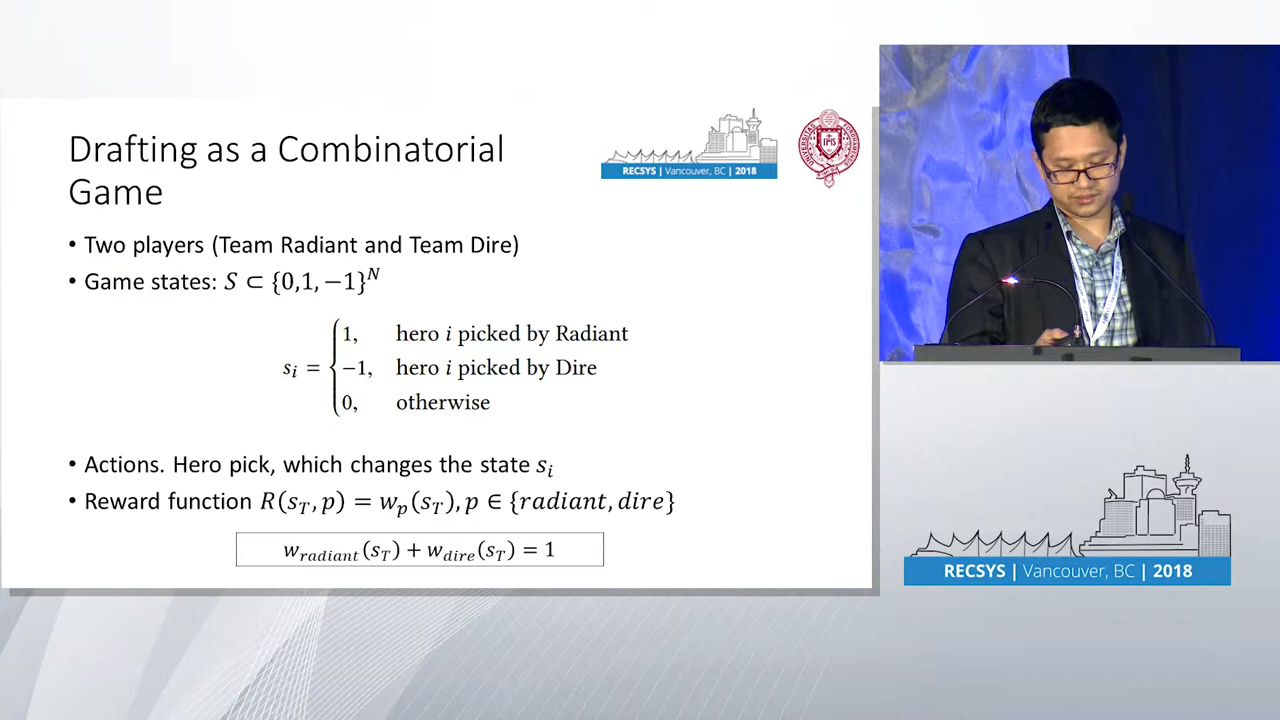 Drafting as a Combinatorial
Game
RECSYS | Vancouver, BC | 2018
IHS
• Two players (Team Radiant and Team Dire)
• Game states: S ⊂ {0,1, −1}^N
s_i = { 1, hero i picked by Radiant
−1, hero i picked by Dire
0, otherwise
• Actions. Hero pick, which changes the state s_i
• Reward function R(s_T, p) = w_p(s_T), p ∈ {radiant, dire}
w_radiant(s_T) + w_dire(s_T) = 1
RECSYS | Vancouver, BC | 2018